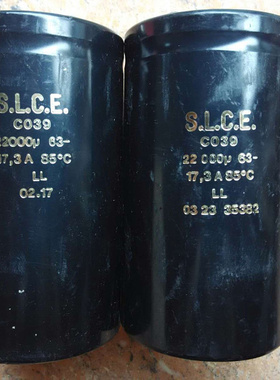 S.L.C.E.
C039
22000µ 63-
17,3 A 85°C
LL
02.17
S.L.C.E.
C039
22 000µ 63-
17,3 A 85°C
LL
03 23 35382